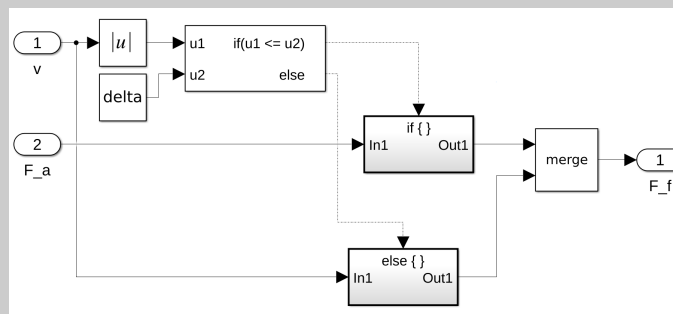 1
v
|u|
u1
if(u1 <= u2)
u2
else
delta
2
F_a
if { }
In1
Out1
merge
1
F_f
else { }
In1
Out1